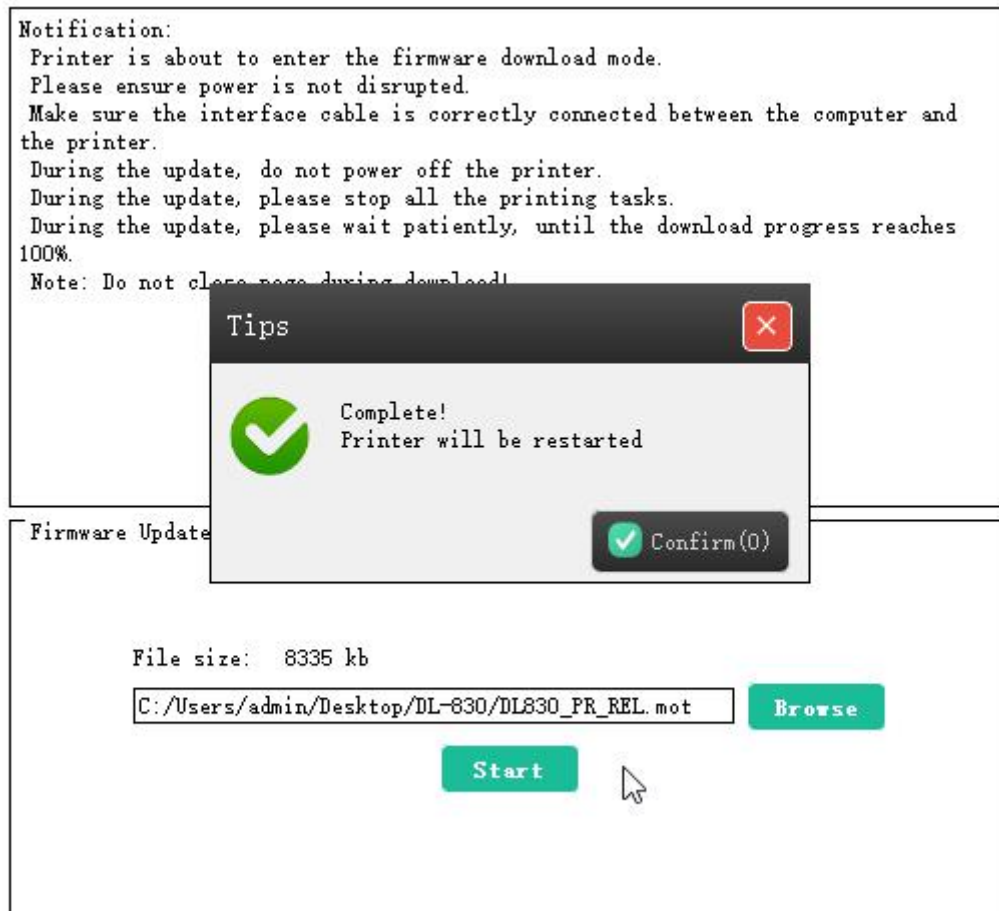 Notification:
Printer is about to enter the firmware download mode.
Please ensure power is not disrupted.
Make sure the interface cable is correctly connected between the computer and
the printer.
During the update, do not power off the printer.
During the update, please stop all the printing tasks.
During the update, please wait patiently, until the download progress reaches
100%.
Note: Do not close page during download!
Tips
Complete!
Printer will be restarted
Confirm(O)
Firmware Update
File size: 8335 kb
C:/Users/admin/Desktop/DL-830/DL830_PR_REL.mot
Browse
Start